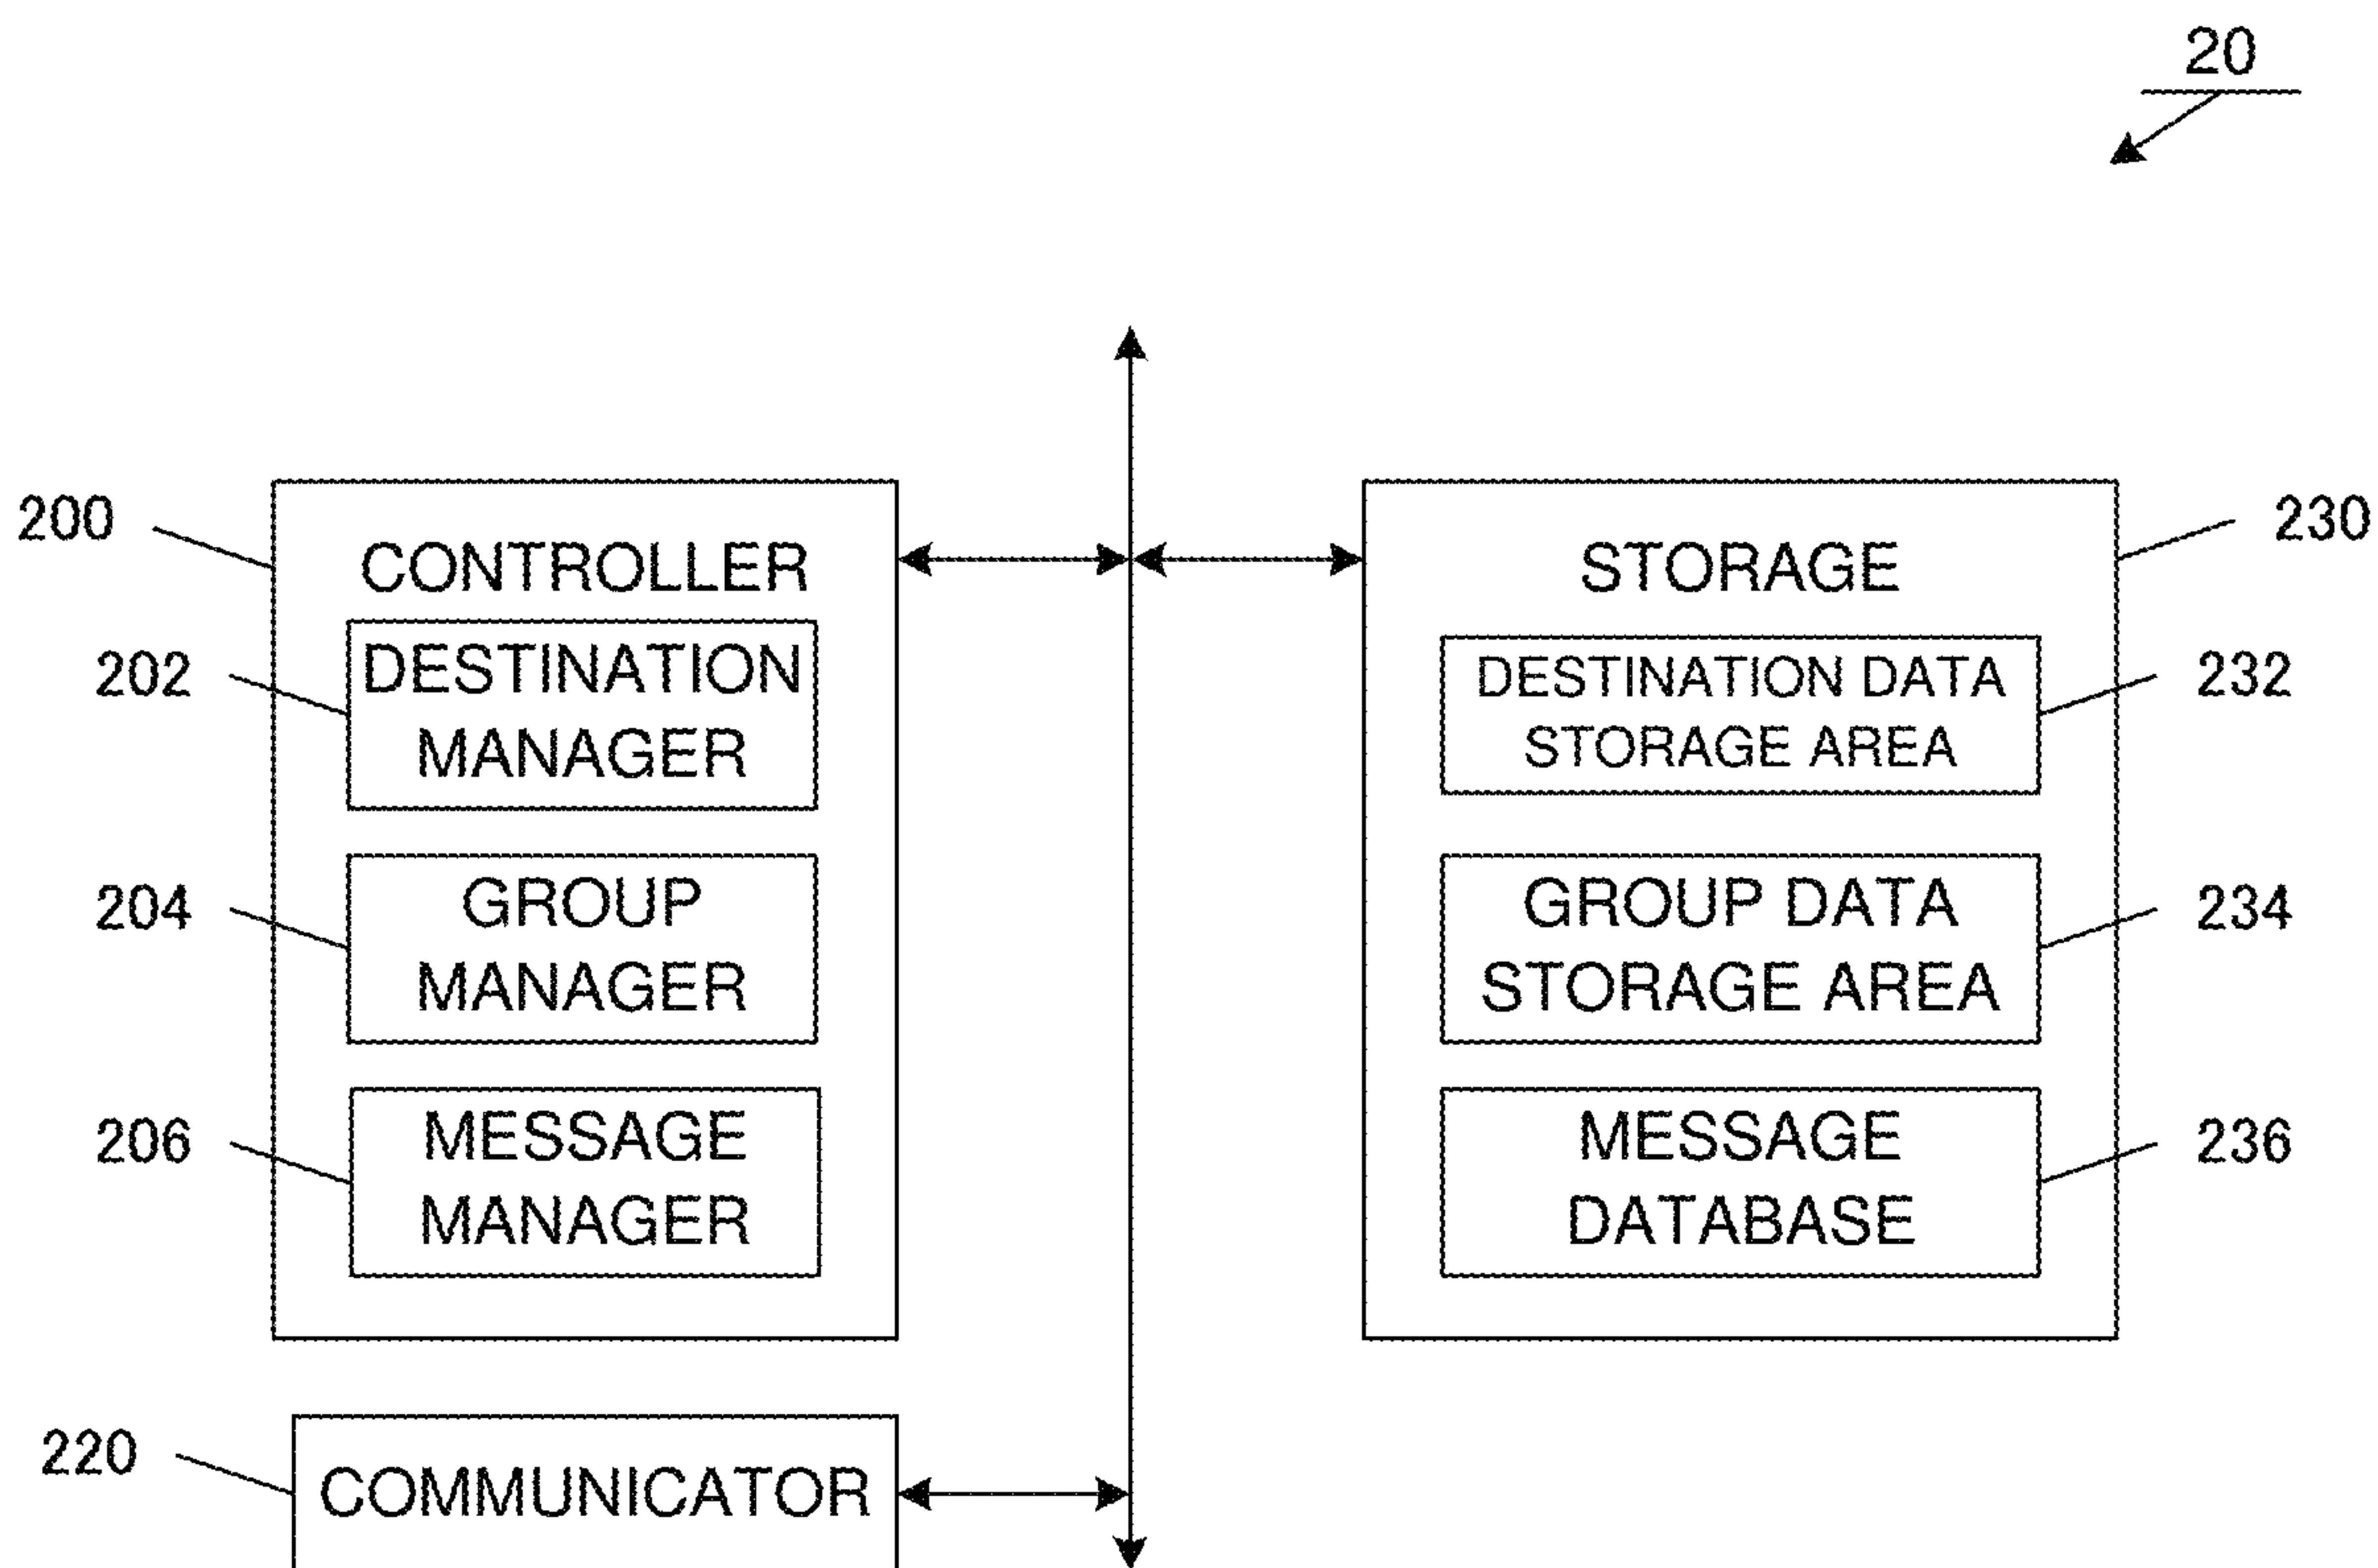 20
200
CONTROLLER
202
DESTINATION
MANAGER
204
GROUP
MANAGER
206
MESSAGE
MANAGER
220
COMMUNICATOR
230
STORAGE
232
DESTINATION DATA
STORAGE AREA
234
GROUP DATA
STORAGE AREA
236
MESSAGE
DATABASE